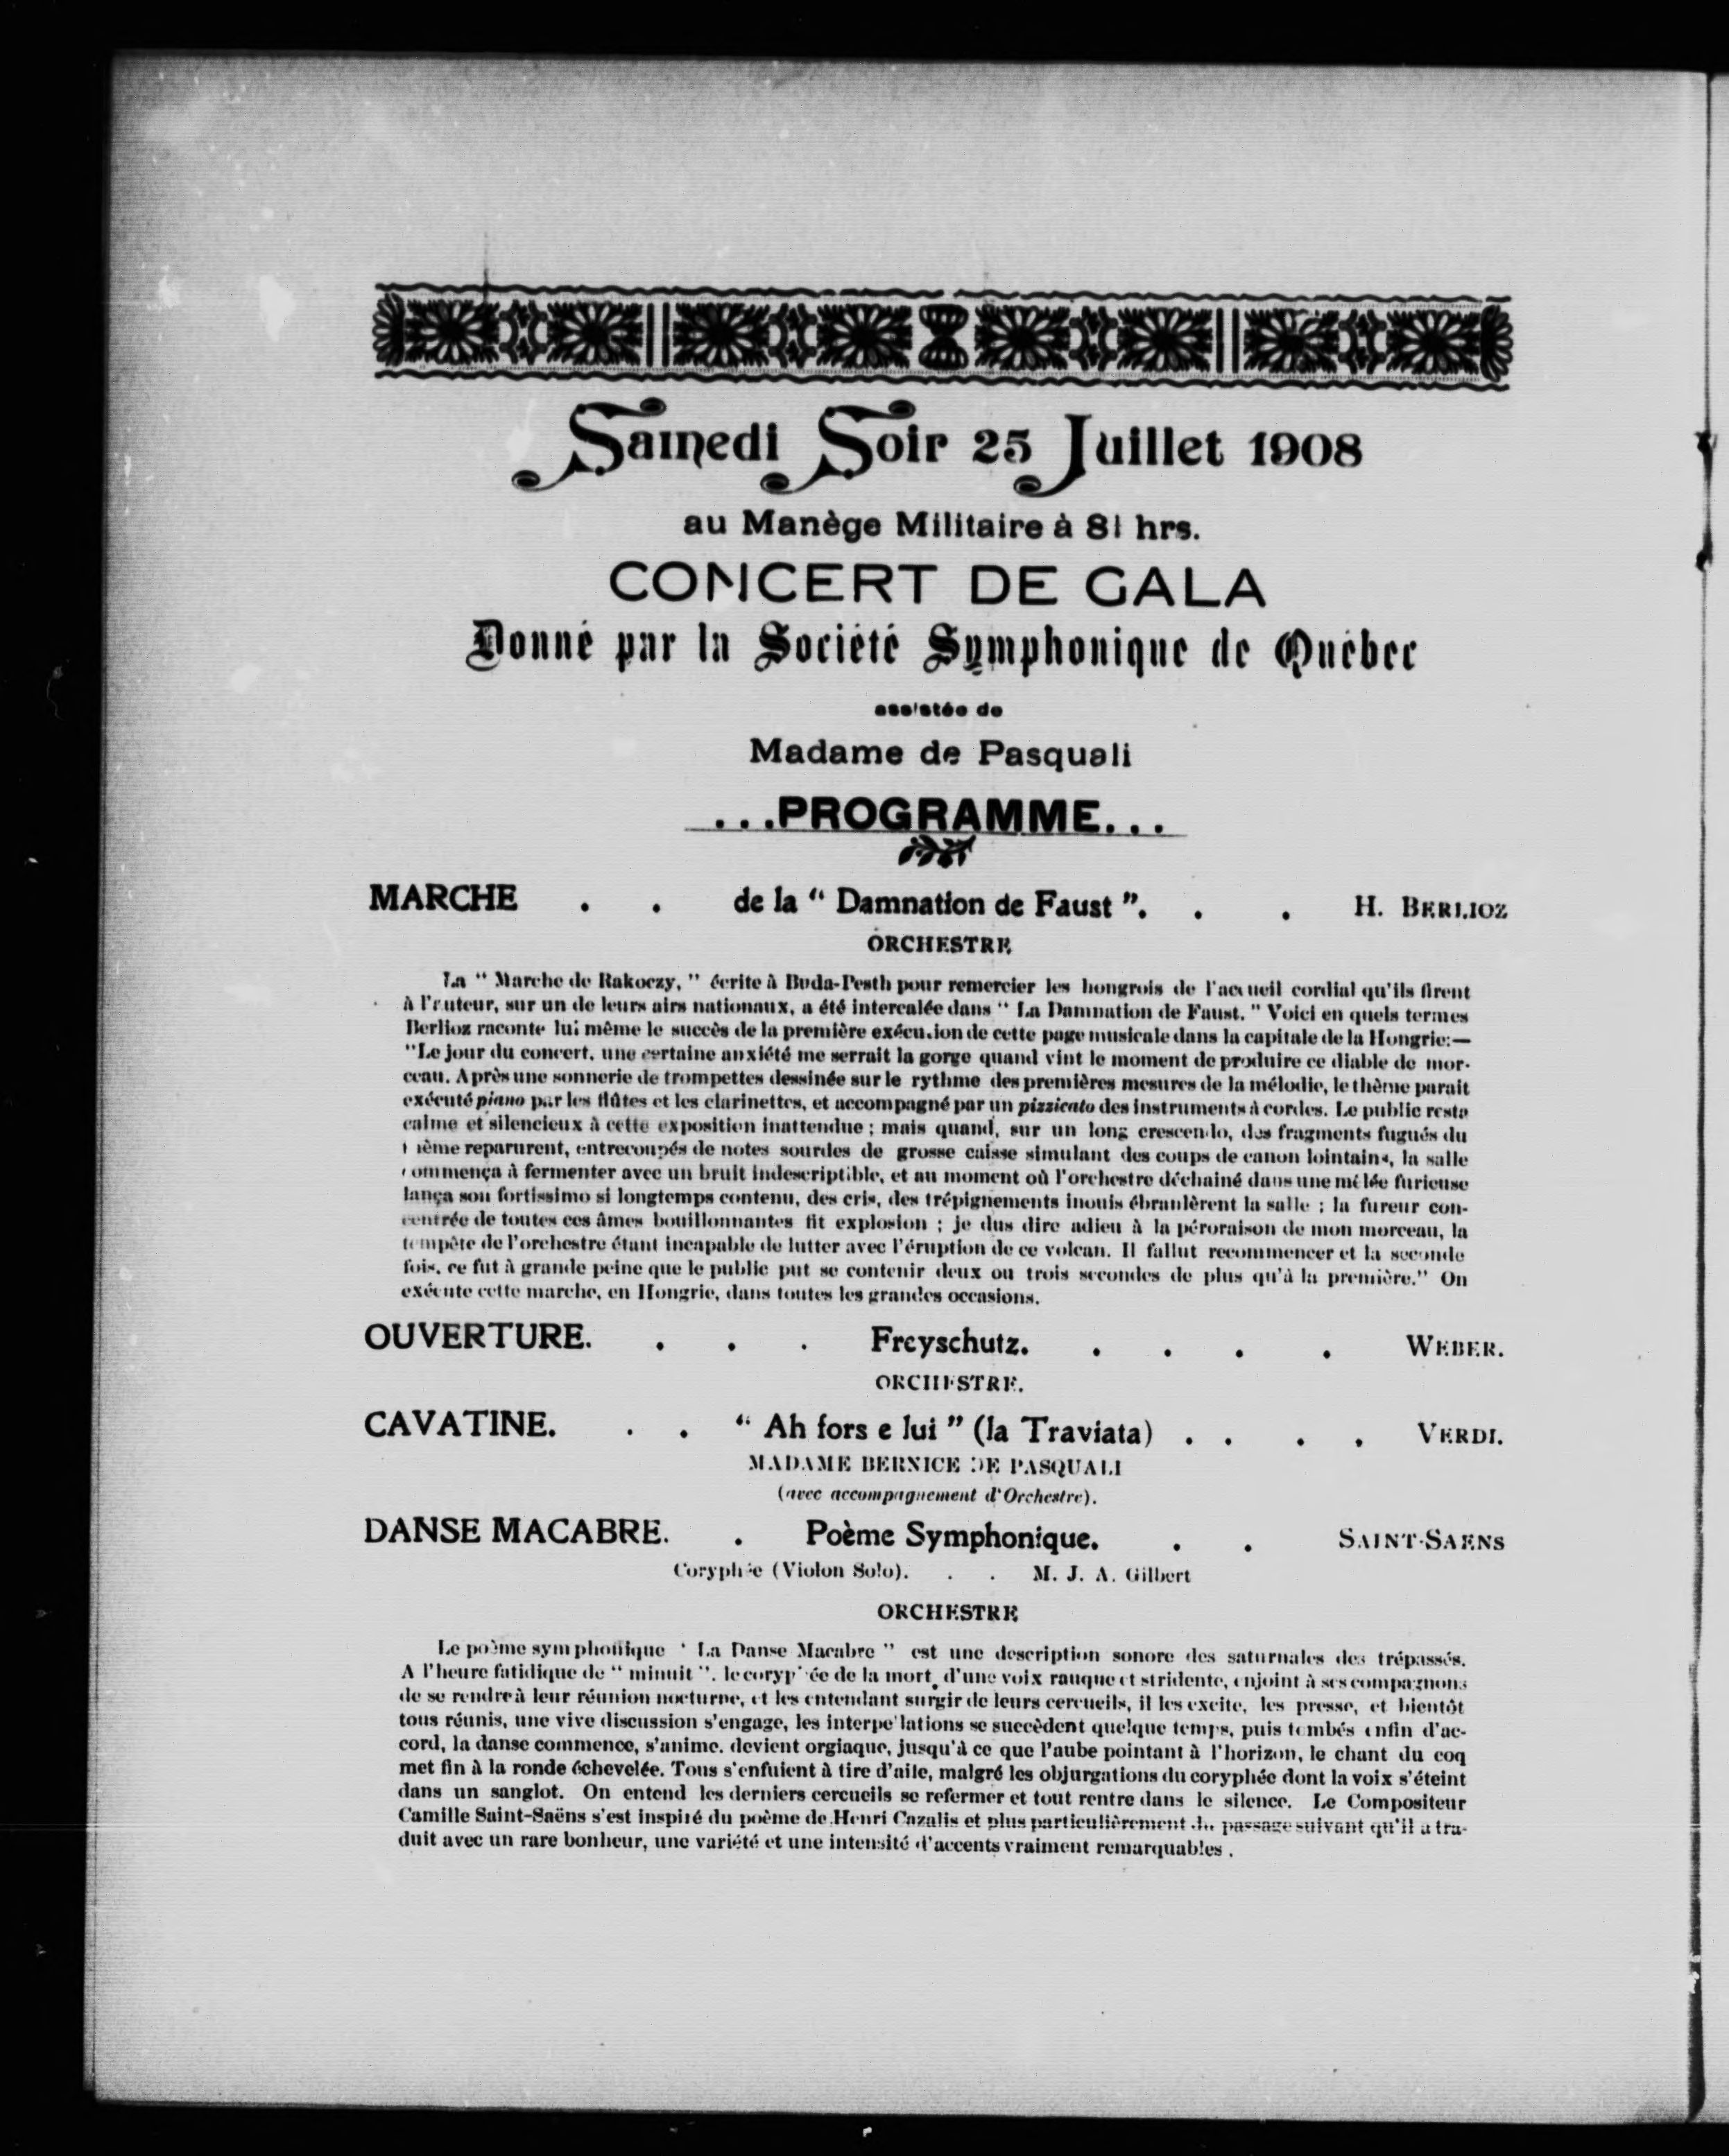 Samedi Soir 25 Juillet 1908
au Manège Militaire à 8 hrs.
CONCERT DE GALA
Donné par la Société Symphonique de Québec
assistée de
Madame de Pasquali
...PROGRAMME...
MARCHE . . de la “ Damnation de Faust ”. . . H. BERLIOZ
ORCHESTRE
La “ Marche de Rakoczy, ” écrite à Buda-Pesth pour remercier les hongrois de l'accueil cordial qu'ils firent
à l'auteur, sur un de leurs airs nationaux, a été intercalée dans “ La Damnation de Faust. ” Voici en quels termes
Berlioz raconte lui même le succès de la première exécution de cette page musicale dans la capitale de la Hongrie:—
“Le jour du concert, une certaine anxiété me serrait la gorge quand vint le moment de produire ce diable de mor-
ceau. Après une sonnerie de trompettes dessinée sur le rythme des premières mesures de la mélodie, le thème parait
exécuté piano par les flûtes et les clarinettes, et accompagné par un pizzicato des instruments à cordes. Le public resta
calme et silencieux à cette exposition inattendue ; mais quand, sur un long crescendo, des fragments fugués du
thème reparurent, entrecoupés de notes sourdes de grosse caisse simulant des coups de canon lointains, la salle
commença à fermenter avec un bruit indescriptible, et au moment où l'orchestre déchainé dans une mêlée furieuse
lança son fortissimo si longtemps contenu, des cris, des trépignements inouis ébranlèrent la salle ; la fureur con-
centrée de toutes ces âmes bouillonnantes fit explosion ; je dus dire adieu à la péroraison de mon morceau, la
tempête de l'orchestre étant incapable de lutter avec l'éruption de ce volcan. Il fallut recommencer et la seconde
fois, ce fut à grande peine que le public put se contenir deux ou trois secondes de plus qu'à la première.” On
exécute cette marche, en Hongrie, dans toutes les grandes occasions.
OUVERTURE. . . . Freyschutz. . . . . WEBER.
ORCHESTRE.
CAVATINE. . . “ Ah fors e lui ” (la Traviata) . . . . VERDI.
MADAME BERNICE DE PASQUALI
(avec accompagnement d'Orchestre).
DANSE MACABRE. . Poème Symphonique. . . SAINT-SAENS
Coryphée (Violon Solo). . . M. J. A. Gilbert
ORCHESTRE
Le poème symphonique ‘ La Danse Macabre ” est une description sonore des saturnales des trépassés.
A l'heure fatidique de “ minuit ”. le coryphée de la mort, d'une voix rauque et stridente, enjoint à ses compagnons
de se rendre à leur réunion nocturne, et les entendant surgir de leurs cercueils, il les excite, les presse, et bientôt
tous réunis, une vive discussion s'engage, les interpellations se succèdent quelque temps, puis tombés enfin d'ac-
cord, la danse commence, s'anime. devient orgiaque, jusqu'à ce que l'aube pointant à l'horizon, le chant du coq
met fin à la ronde échevelée. Tous s'enfuient à tire d'aile, malgré les objurgations du coryphée dont la voix s'éteint
dans un sanglot. On entend les derniers cercueils se refermer et tout rentre dans le silence. Le Compositeur
Camille Saint-Saëns s'est inspiré du poème de Henri Cazalis et plus particulièrement du passage suivant qu'il a tra-
duit avec un rare bonheur, une variété et une intensité d'accents vraiment remarquables .